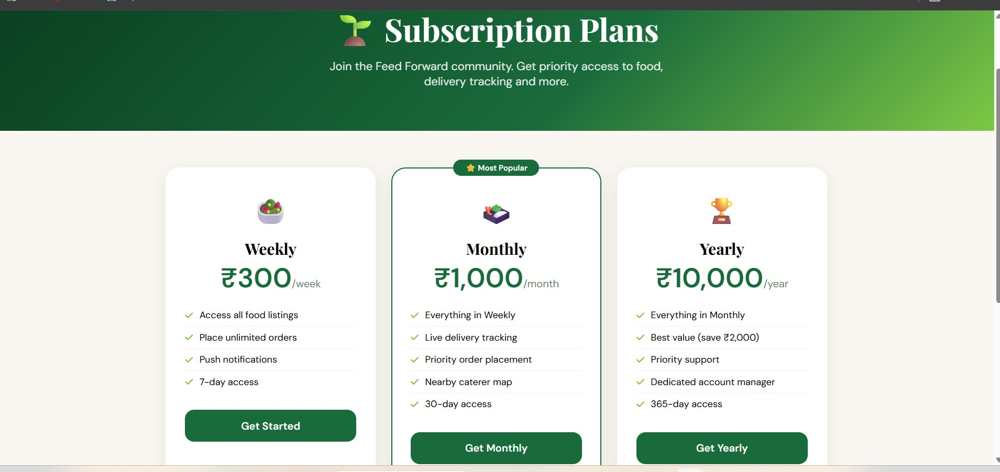 Subscription Plans
Join the Feed Forward community. Get priority access to food,
delivery tracking and more.
Weekly
₹300/week
Access all food listings
Place unlimited orders
Push notifications
7-day access
Get Started
Most Popular
Monthly
₹1,000/month
Everything in Weekly
Live delivery tracking
Priority order placement
Nearby caterer map
30-day access
Get Monthly
Yearly
₹10,000/year
Everything in Monthly
Best value (save ₹2,000)
Priority support
Dedicated account manager
365-day access
Get Yearly